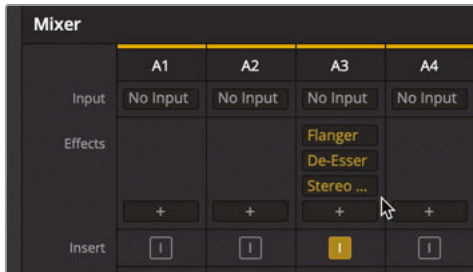 Mixer
A1 A2 A3 A4
Input No Input No Input No Input No Input
Effects Flanger
De-Esser
Stereo ...
+ + + +
Insert I I I I